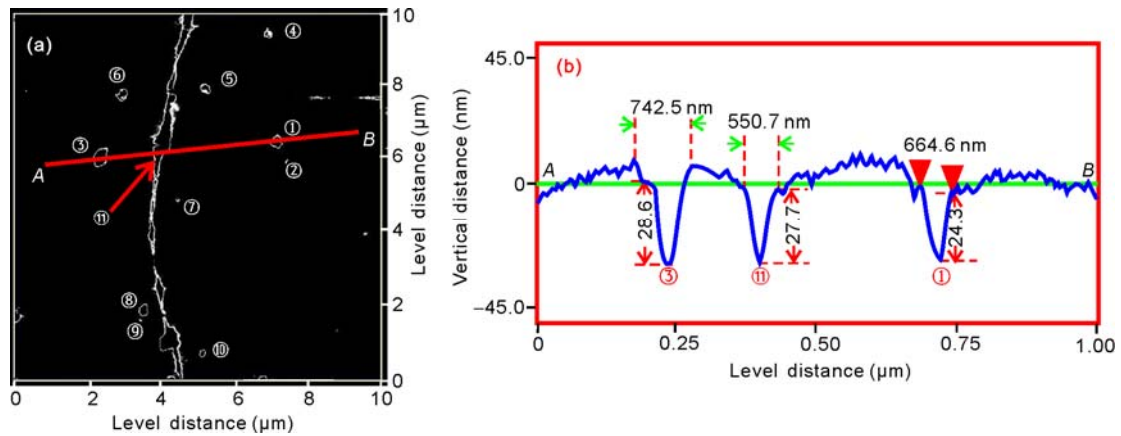 (a)
④
⑥
⑤
③
①
A
B
②
⑪
⑦
⑧
⑨
⑩
10
8
6
4
2
0
Level distance (μm)
0
2
4
6
8
10
Level distance (μm)
(b)
45.0
0
−45.0
Vertical distance (nm)
742.5 nm
550.7 nm
664.6 nm
A
B
28.6
27.7
24.3
③
⑪
①
0
0.25
0.50
0.75
1.00
Level distance (μm)